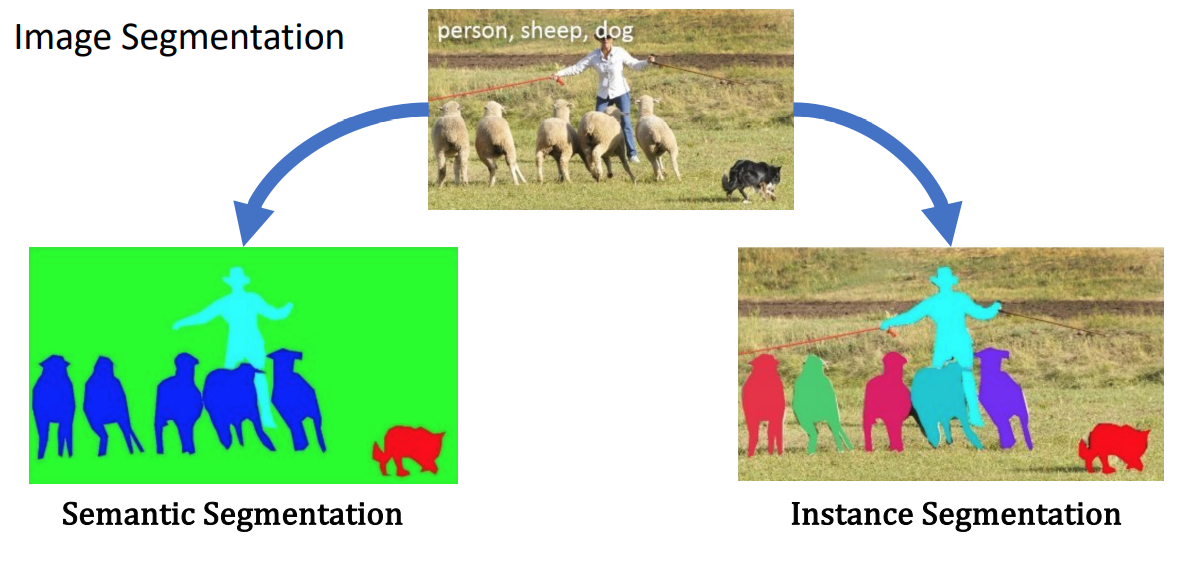 Image Segmentation
person, sheep, dog
Semantic Segmentation
Instance Segmentation